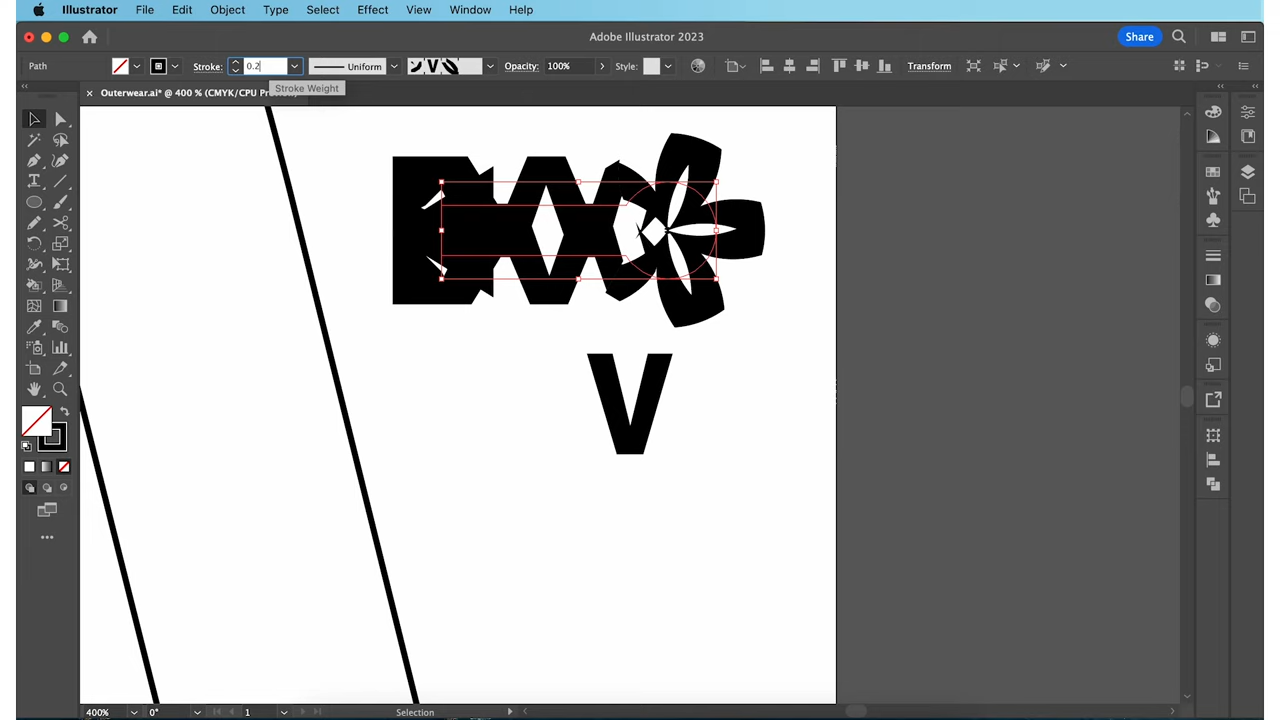 Illustrator File Edit Object Type Select Effect View Window Help
Adobe Illustrator 2023
Share
Path Stroke: 0.2 Uniform V Opacity: 100% Style: Transform
Stroke Weight
× Outerwear.ai* @ 400 % (CMYK/CPU Pr
V
400% 0° 1 Selection